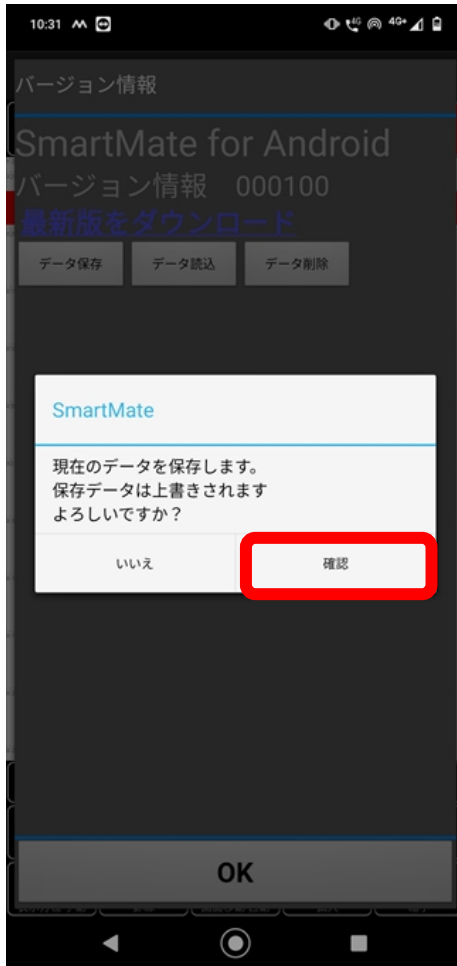 10:31
4G 4G+
バージョン情報
SmartMate for Android
バージョン情報 000100
最新版をダウンロード
データ保存 データ読込 データ削除
SmartMate
現在のデータを保存します。
保存データは上書きされます
よろしいですか？
いいえ 確認
OK